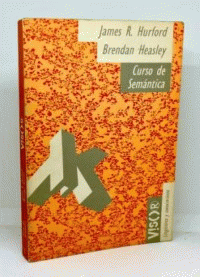 James R. Hurford
Brendan Heasley
Curso de
Semántica
VISOR